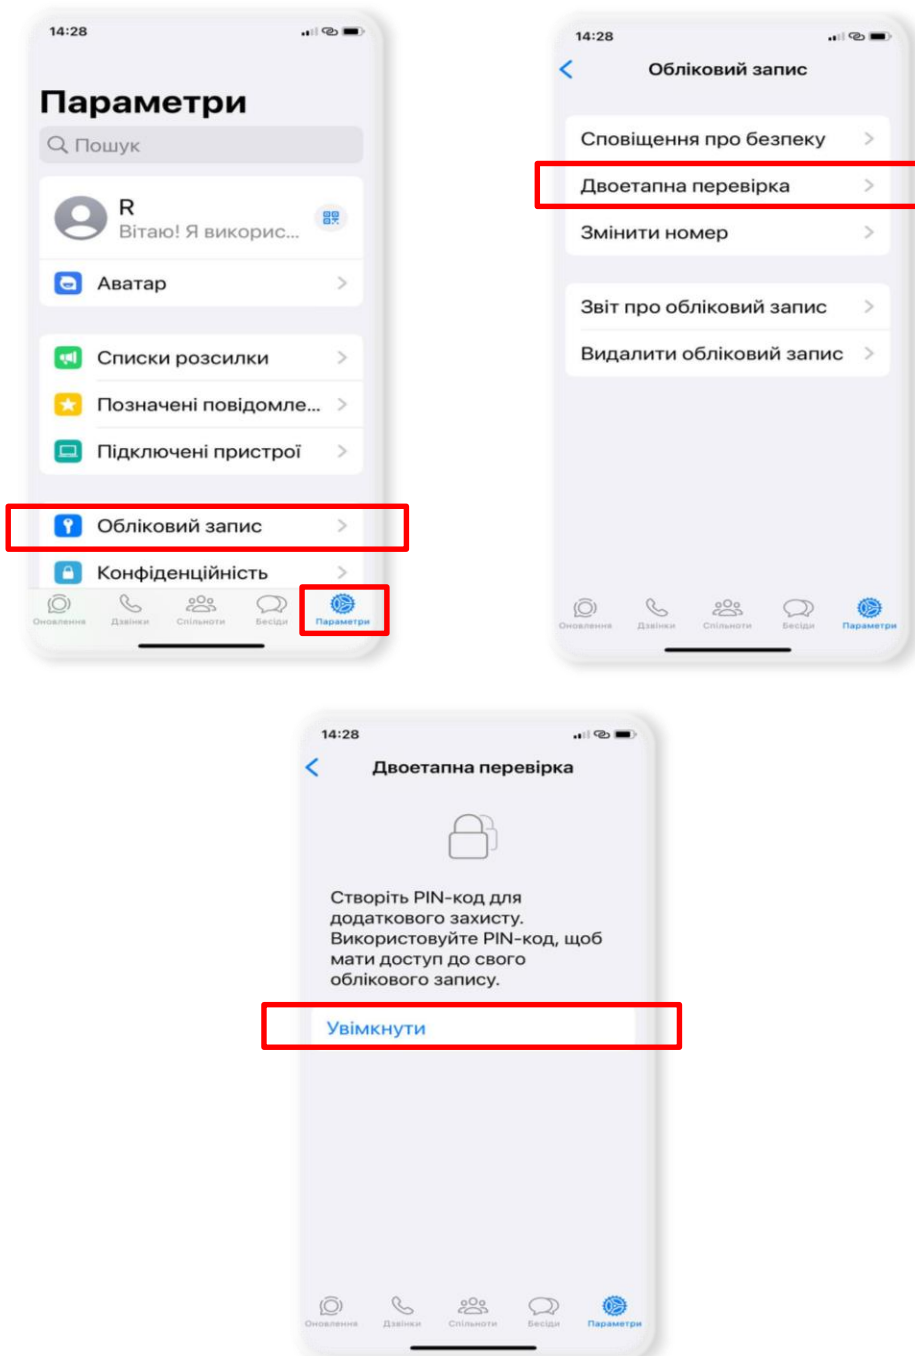 14:28
Параметри
Пошук
R
Вітаю! Я використ...
Аватар
Списки розсилки
Позначені повідомле...
Підключені пристрої
Обліковий запис
Конфіденційність
Оновлення Дзвінки Спільноти Бесіди Параметри
14:28
Обліковий запис
Сповіщення про безпеку
Двоетапна перевірка
Змінити номер
Звіт про обліковий запис
Видалити обліковий запис
Оновлення Дзвінки Спільноти Бесіди Параметри
14:28
Двоетапна перевірка
Створіть PIN-код для
додаткового захисту.
Використовуйте PIN-код, щоб
мати доступ до свого
облікового запису.
Увімкнути
Оновлення Дзвінки Спільноти Бесіди Параметри